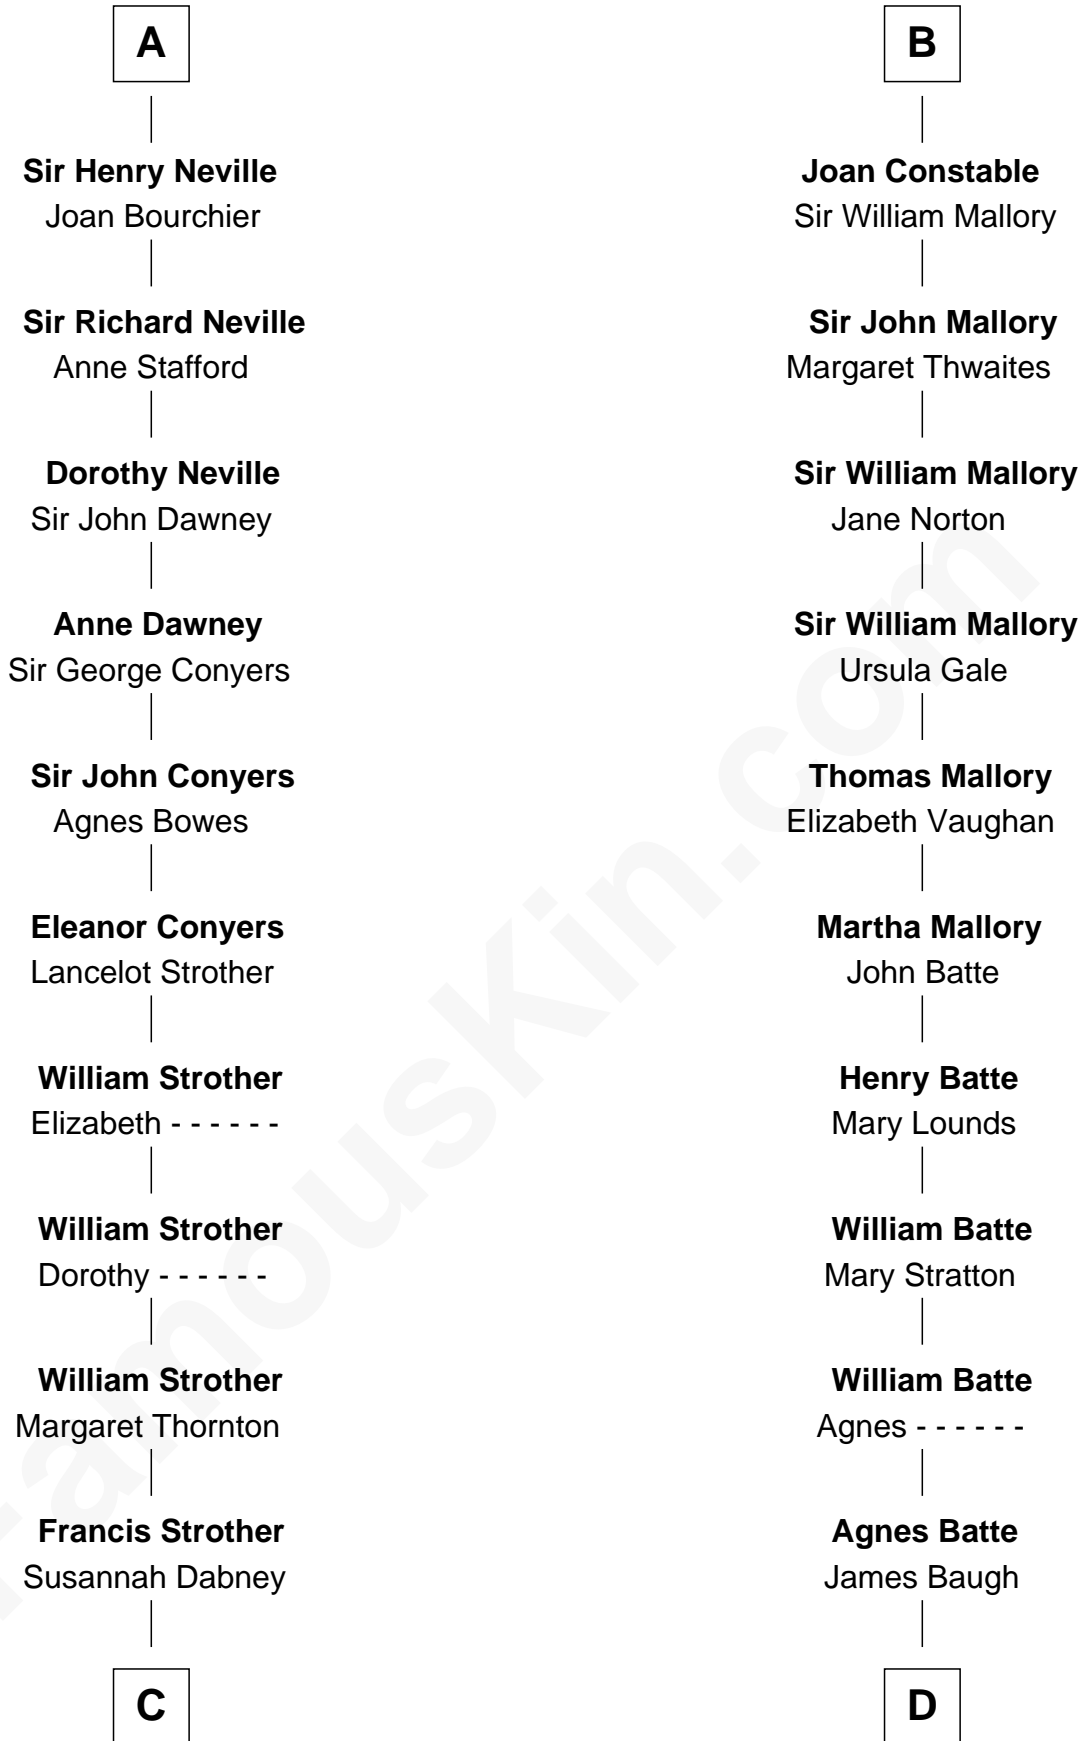 A
Sir Henry Neville
Joan Bourchier
Sir Richard Neville
Anne Stafford
Dorothy Neville
Sir John Dawney
Anne Dawney
Sir George Conyers
Sir John Conyers
Agnes Bowes
Eleanor Conyers
Lancelot Strother
William Strother
Elizabeth - - - - - -
William Strother
Dorothy - - - - - -
William Strother
Margaret Thornton
Francis Strother
Susannah Dabney
C
B
Joan Constable
Sir William Mallory
Sir John Mallory
Margaret Thwaites
Sir William Mallory
Jane Norton
Sir William Mallory
Ursula Gale
Thomas Mallory
Elizabeth Vaughan
Martha Mallory
John Batte
Henry Batte
Mary Lounds
William Batte
Mary Stratton
William Batte
Agnes - - - - - -
Agnes Batte
James Baugh
D
FamousKin.com